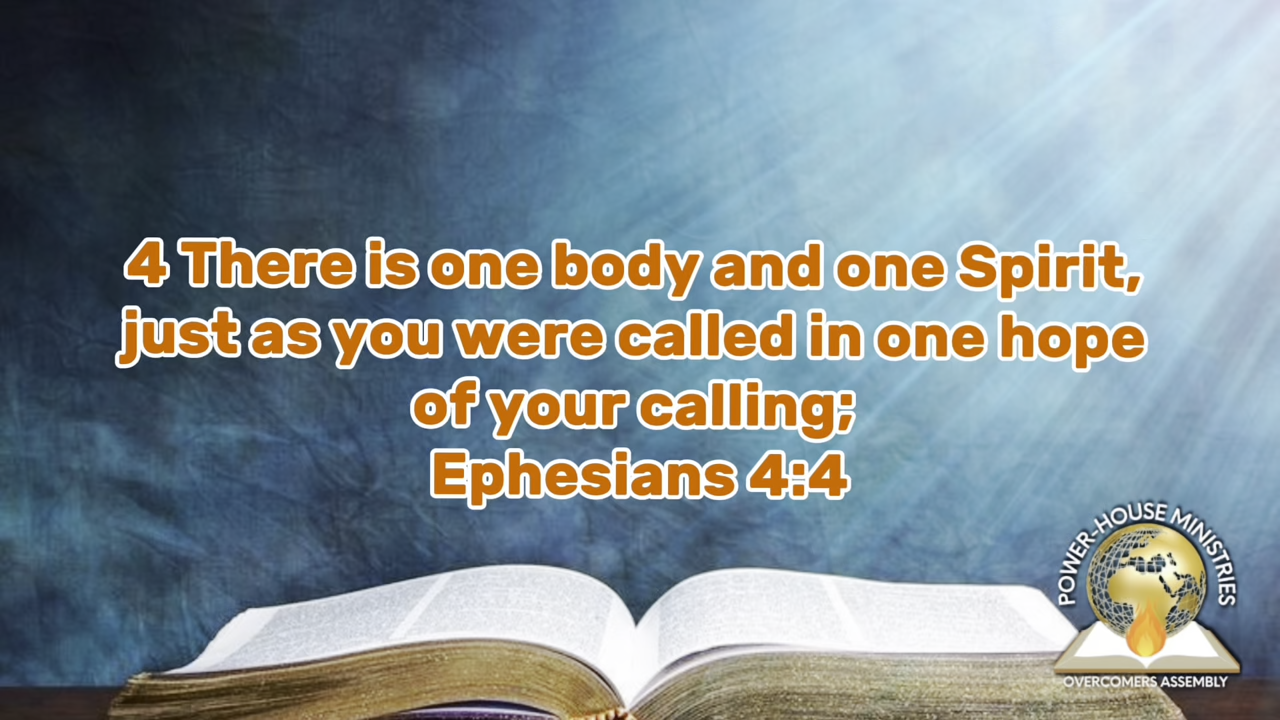 4 There is one body and one Spirit,
just as you were called in one hope
of your calling;
Ephesians 4:4
POWER-HOUSE MINISTRIES
OVERCOMERS ASSEMBLY